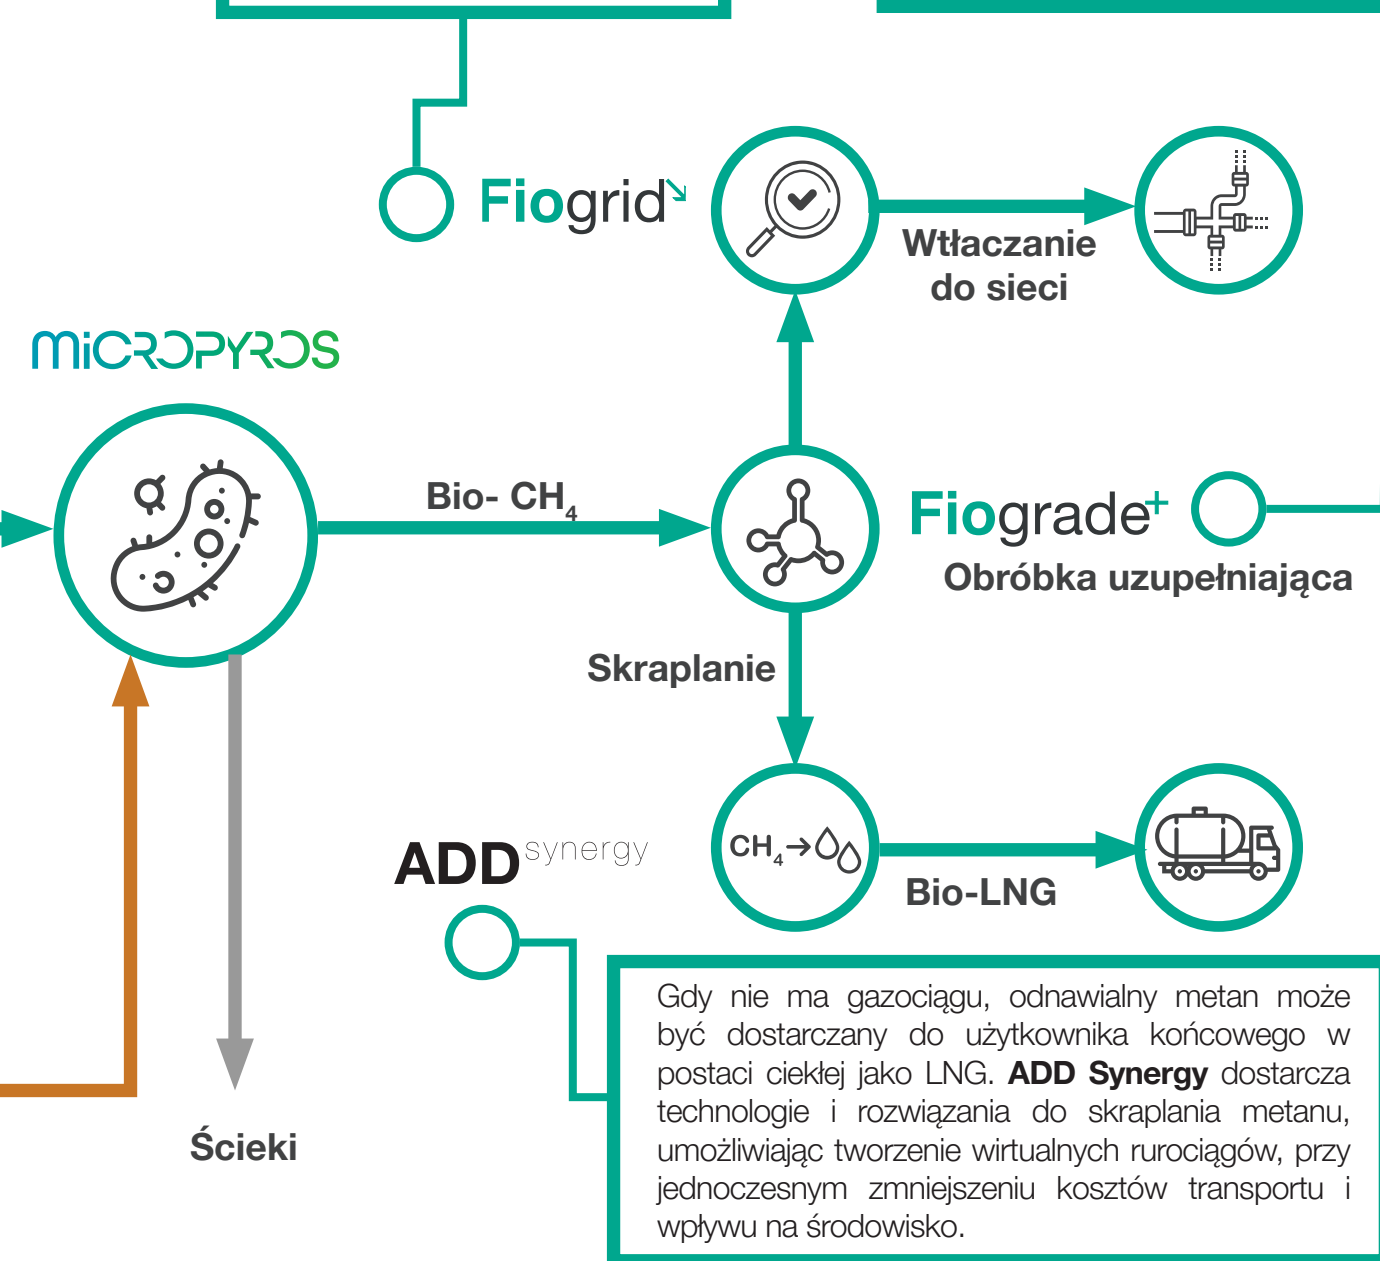 Fiogrid
Wtłaczanie
do sieci
MiCROPYROS
Bio- CH₄
Fiograde+
Obróbka uzupełniająca
Skraplanie
ADD synergy
CH₄→
Bio-LNG
Gdy nie ma gazociągu, odnawialny metan może
być dostarczany do użytkownika końcowego w
postaci ciekłej jako LNG. ADD Synergy dostarcza
technologie i rozwiązania do skraplania metanu,
umożliwiając tworzenie wirtualnych rurociągów, przy
jednoczesnym zmniejszeniu kosztów transportu i
wpływu na środowisko.
Ścieki